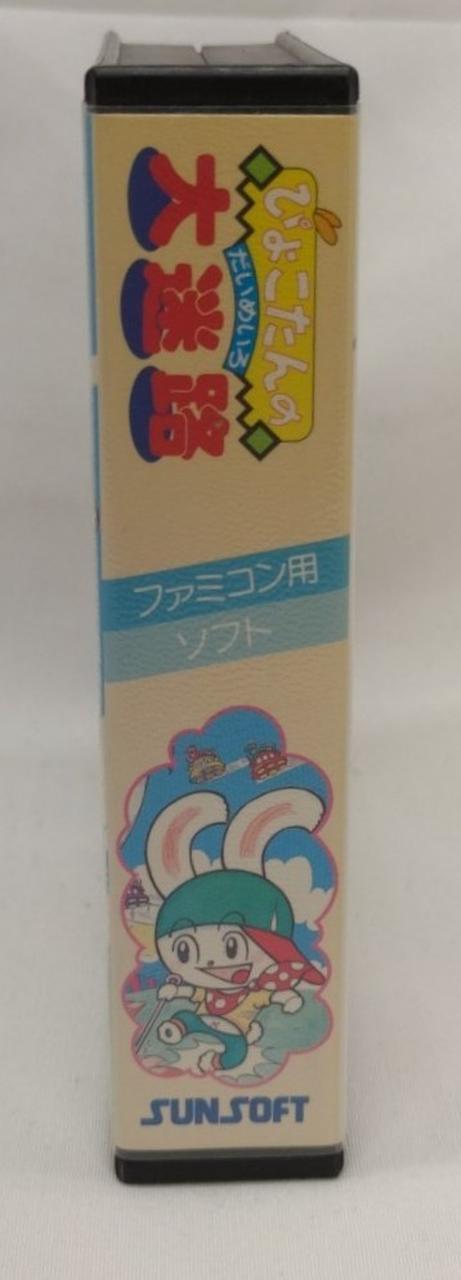 ぴよこたんの
だいめいろ
大迷路
ファミコン用
ソフト
SUNSOFT